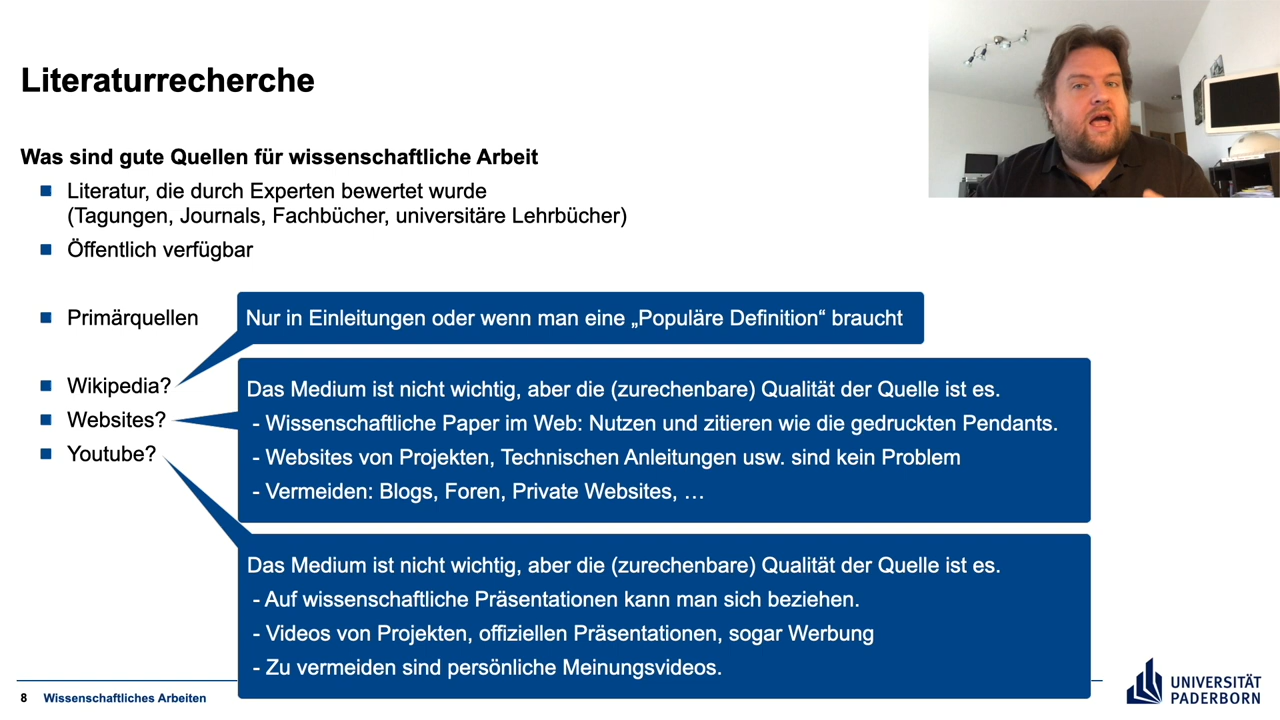 Literaturrecherche
Was sind gute Quellen für wissenschaftliche Arbeit
Literatur, die durch Experten bewertet wurde
(Tagungen, Journals, Fachbücher, universitäre Lehrbücher)
Öffentlich verfügbar
Primärquellen
Nur in Einleitungen oder wenn man eine „Populäre Definition“ braucht
Wikipedia?
Websites?
Youtube?
Das Medium ist nicht wichtig, aber die (zurechenbare) Qualität der Quelle ist es.
- Wissenschaftliche Paper im Web: Nutzen und zitieren wie die gedruckten Pendants.
- Websites von Projekten, Technischen Anleitungen usw. sind kein Problem
- Vermeiden: Blogs, Foren, Private Websites, …
Das Medium ist nicht wichtig, aber die (zurechenbare) Qualität der Quelle ist es.
- Auf wissenschaftliche Präsentationen kann man sich beziehen.
- Videos von Projekten, offiziellen Präsentationen, sogar Werbung
- Zu vermeiden sind persönliche Meinungsvideos.
8 Wissenschaftliches Arbeiten
UNIVERSITÄT
PADERBORN